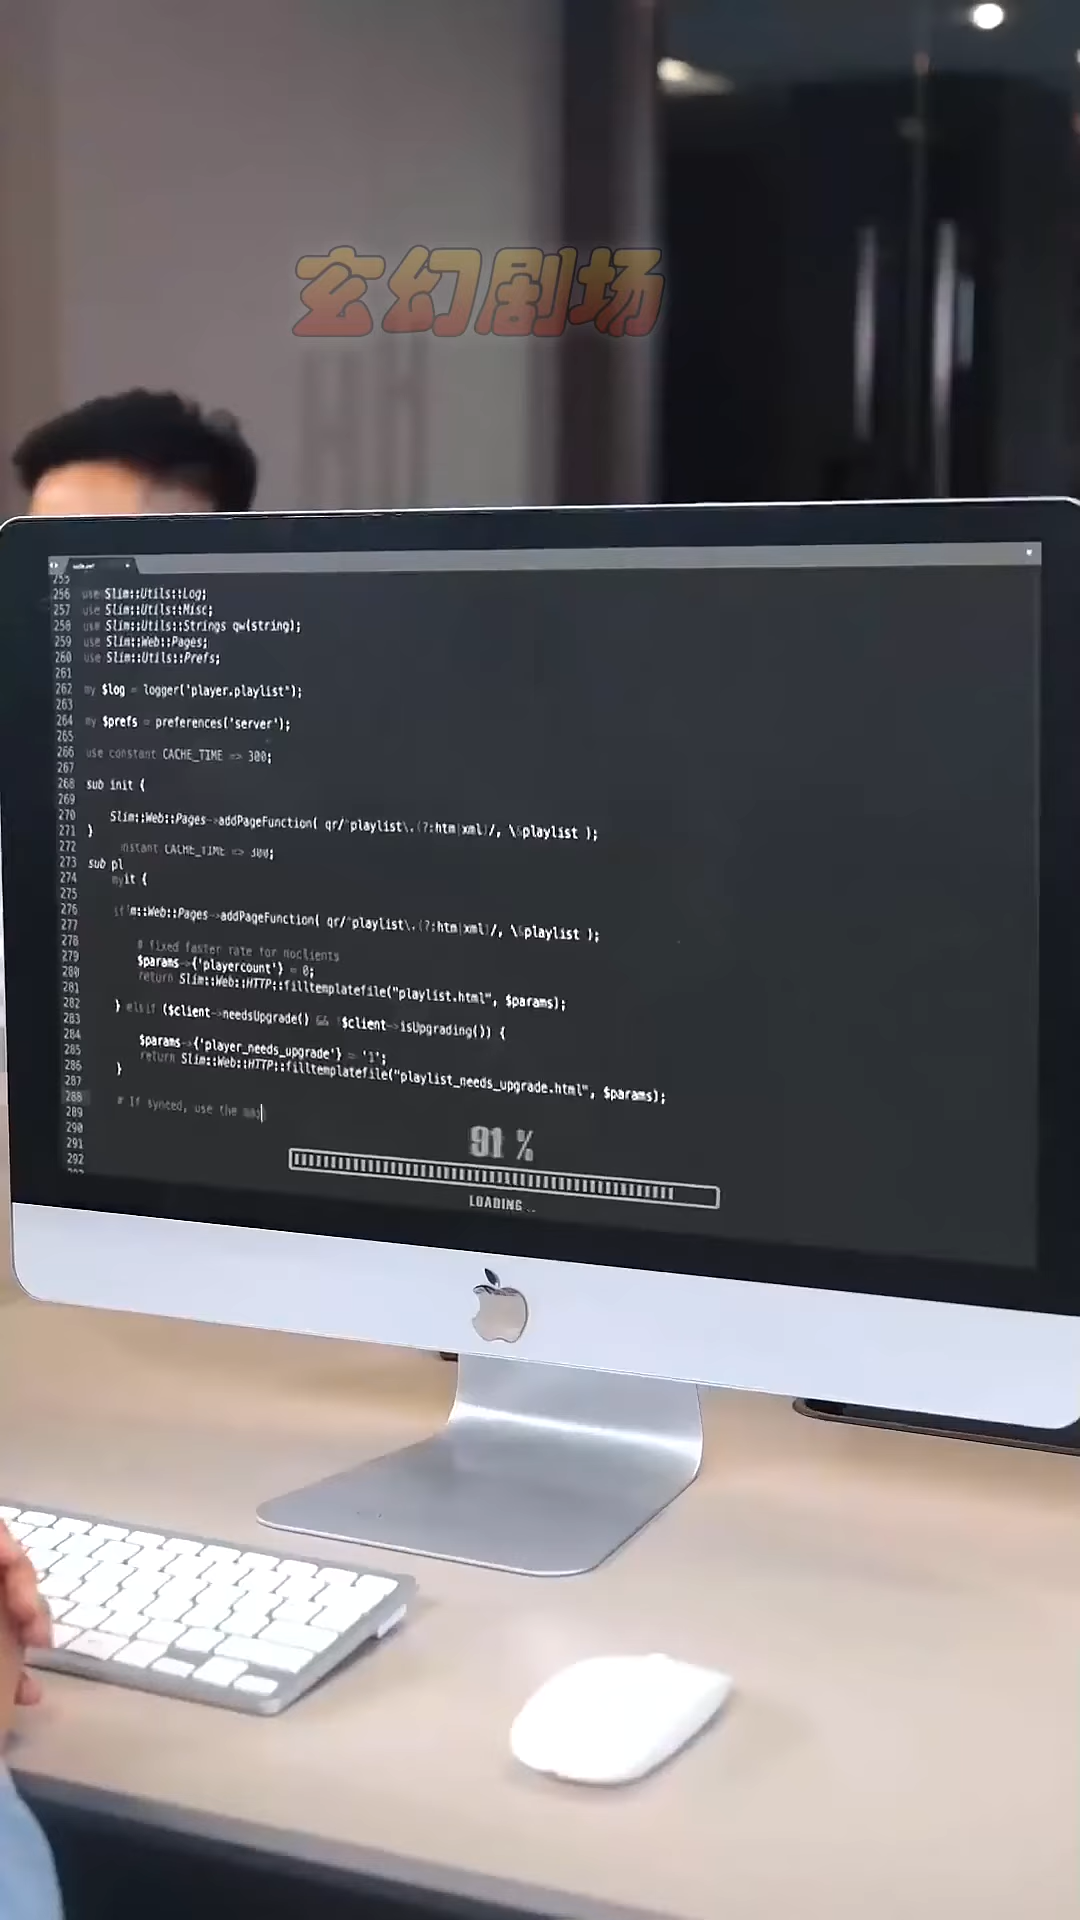 玄幻剧场
255
256 use Slim::Utils::Log;
257 use Slim::Utils::Misc;
258 use Slim::Utils::Strings qw(string);
259 use Slim::Web::Pages;
260 use Slim::Utils::Prefs;
261
262 my $log = logger('player.playlist");
263
264 my $prefs = preferences('server');
265
266 use constant CACHE_TIME => 300;
267
268 sub init {
269
270 Slim::Web::Pages->addPageFunction( qr/^playlist\.(?:htm|xml)/, \&playlist );
271 }
272 nstant CACHE_TIME => 300;
273 sub pl
274 myit {
275
276 if m::Web::Pages->addPageFunction( qr/^playlist\.(?:htm|xml)/, \&playlist );
277
278 # fixed faster rate for noclients
279 $params->{'playercount'} = 0;
280 return Slim::Web::HTTP::filltemplatefile("playlist.html", $params);
281
282 } elsif ($client->needsUpgrade() && !$client->isUpgrading()) {
283
284 $params->{'player_needs_upgrade'} = '1';
285 return Slim::Web::HTTP::filltemplatefile("playlist_needs_upgrade.html", $params);
286 }
287
288 # If synced, use the
289
290
291
292
91 %
LOADING..